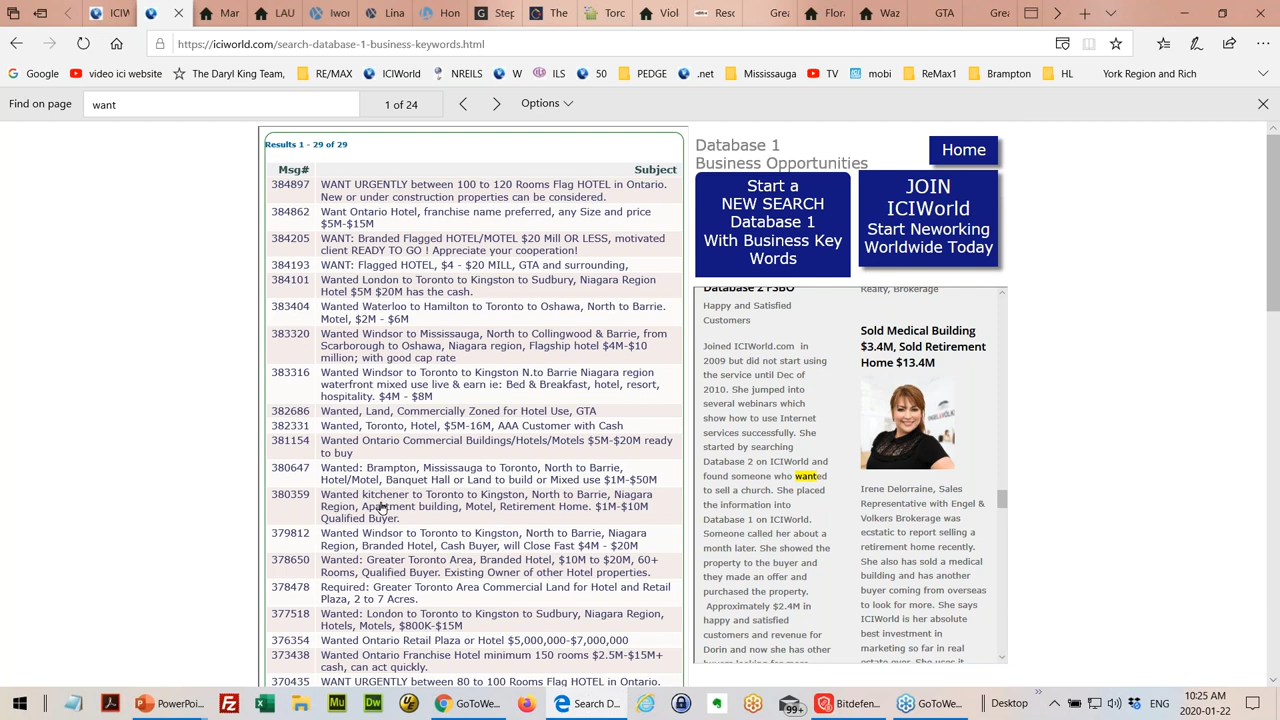 Search D
https://iciworld.com/search-database-1-business-keywords.html
Google
video ici website
The Daryl King Team,
RE/MAX
ICIWorld
NREILS
W
ILS
50
PEDGE
.net
Mississauga
TV
mobi
ReMax1
Brampton
HL
York Region and Rich
Find on page
want
1 of 24
Options
Results 1 - 29 of 29
Msg#
Subject
384897
WANT URGENTLY between 100 to 120 Rooms Flag HOTEL in Ontario.
New or under construction properties can be considered.
384862
Want Ontario Hotel, franchise name preferred, any Size and price
$5M-$15M
384205
WANT: Branded Flagged HOTEL/MOTEL $20 Mill OR LESS, motivated
client READY TO GO ! Appreciate your cooperation!
384193
WANT: Flagged HOTEL, $4 - $20 MILL, GTA and surrounding,
384101
Wanted London to Toronto to Kingston to Sudbury, Niagara Region
Hotel $5M $20M has the cash.
383404
Wanted Waterloo to Hamilton to Toronto to Oshawa, North to Barrie.
Motel, $2M - $6M
383320
Wanted Windsor to Mississauga, North to Collingwood & Barrie, from
Scarborough to Oshawa, Niagara region, Flagship hotel $4M-$10
million; with good cap rate
383316
Wanted Windsor to Toronto to Kingston N.to Barrie Niagara region
waterfront mixed use live & earn ie: Bed & Breakfast, hotel, resort,
hospitality. $4M - $8M
382686
Wanted, Land, Commercially Zoned for Hotel Use, GTA
382331
Wanted, Toronto, Hotel, $5M-16M, AAA Customer with Cash
381154
Wanted Ontario Commercial Buildings/Hotels/Motels $5M-$20M ready
to buy
380647
Wanted: Brampton, Mississauga to Toronto, North to Barrie,
Hotel/Motel, Banquet Hall or Land to build or Mixed use $1M-$50M
380359
Wanted kitchener to Toronto to Kingston, North to Barrie, Niagara
Region, Apartment building, Motel, Retirement Home. $1M-$10M
Qualified Buyer.
379812
Wanted Windsor to Toronto to Kingston, North to Barrie, Niagara
Region, Branded Hotel, Cash Buyer, will Close Fast $4M - $20M
378650
Wanted: Greater Toronto Area, Branded Hotel, $10M to $20M, 60+
Rooms, Qualified Buyer. Existing Owner of other Hotel properties.
378478
Required: Greater Toronto Area Commercial Land for Hotel and Retail
Plaza, 2 to 7 Acres.
377518
Wanted: London to Toronto to Kingston to Sudbury, Niagara Region,
Hotels, Motels, $800K-$15M
376354
Wanted Ontario Retail Plaza or Hotel $5,000,000-$7,000,000
373438
Wanted Ontario Franchise Hotel minimum 150 rooms $2.5M-$15M+
cash, can act quickly.
370435
WANT URGENTLY between 80 to 100 Rooms Flag HOTEL in Ontario.
Database 1
Business Opportunities
Home
Start a
NEW SEARCH
Database 1
With Business Key
Words
JOIN
ICIWorld
Start Neworking
Worldwide Today
Database 2 FSBO
Happy and Satisfied
Customers
Joined ICIWorld.com in
2009 but did not start using
the service until Dec of
2010. She jumped into
several webinars which
show how to use Internet
services successfully. She
started by searching
Database 2 on ICIWorld and
found someone who wanted
to sell a church. She placed
the information into
Database 1 on ICIWorld.
Someone called her about a
month later. She showed the
property to the buyer and
they made an offer and
purchased the property.
Approximately $2.4M in
happy and satisfied
customers and revenue for
Dorin and now she has other
buyers looking for more
Realty, Brokerage
Sold Medical Building
$3.4M, Sold Retirement
Home $13.4M
Irene Delorraine, Sales
Representative with Engel &
Volkers Brokerage was
ecstatic to report selling a
retirement home recently.
She also has sold a medical
building and has another
buyer coming from overseas
to look for more. She says
ICIWorld is her absolute
best investment in
marketing so far in real
estate ever. She uses it
PowerPoi...
Mu
Dw
GoToWe...
Search D...
99+
Bitdefen...
GoToWe...
Desktop
ENG
10:25 AM
2020-01-22